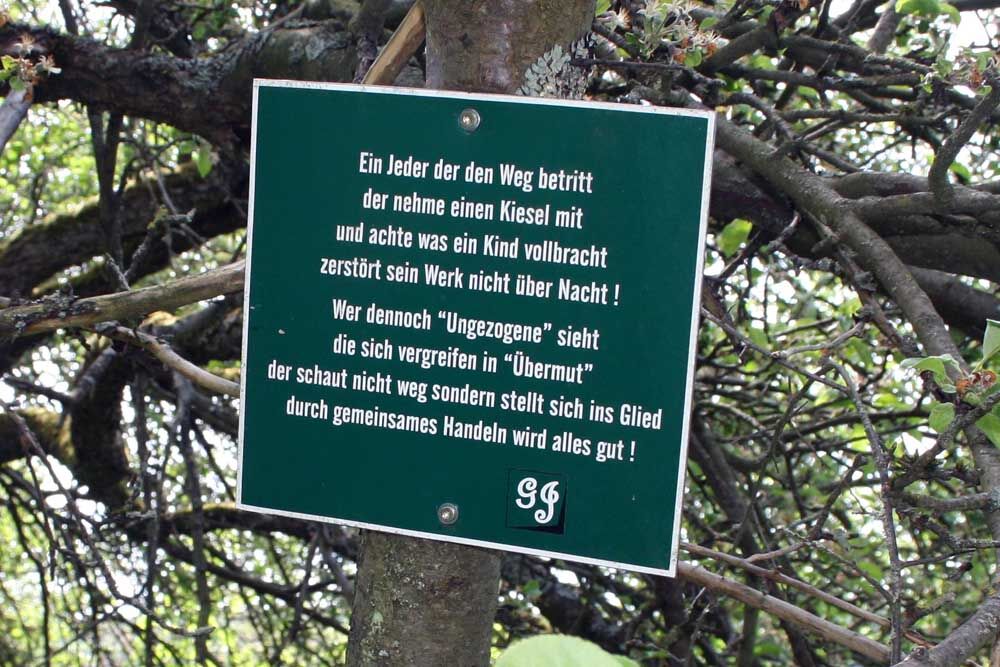 Ein Jeder der den Weg betritt
der nehme einen Kiesel mit
und achte was ein Kind vollbracht
zerstört sein Werk nicht über Nacht !
Wer dennoch “Ungezogene” sieht
die sich vergreifen in “Übermut”
der schaut nicht weg sondern stellt sich ins Glied
durch gemeinsames Handeln wird alles gut !
GJ